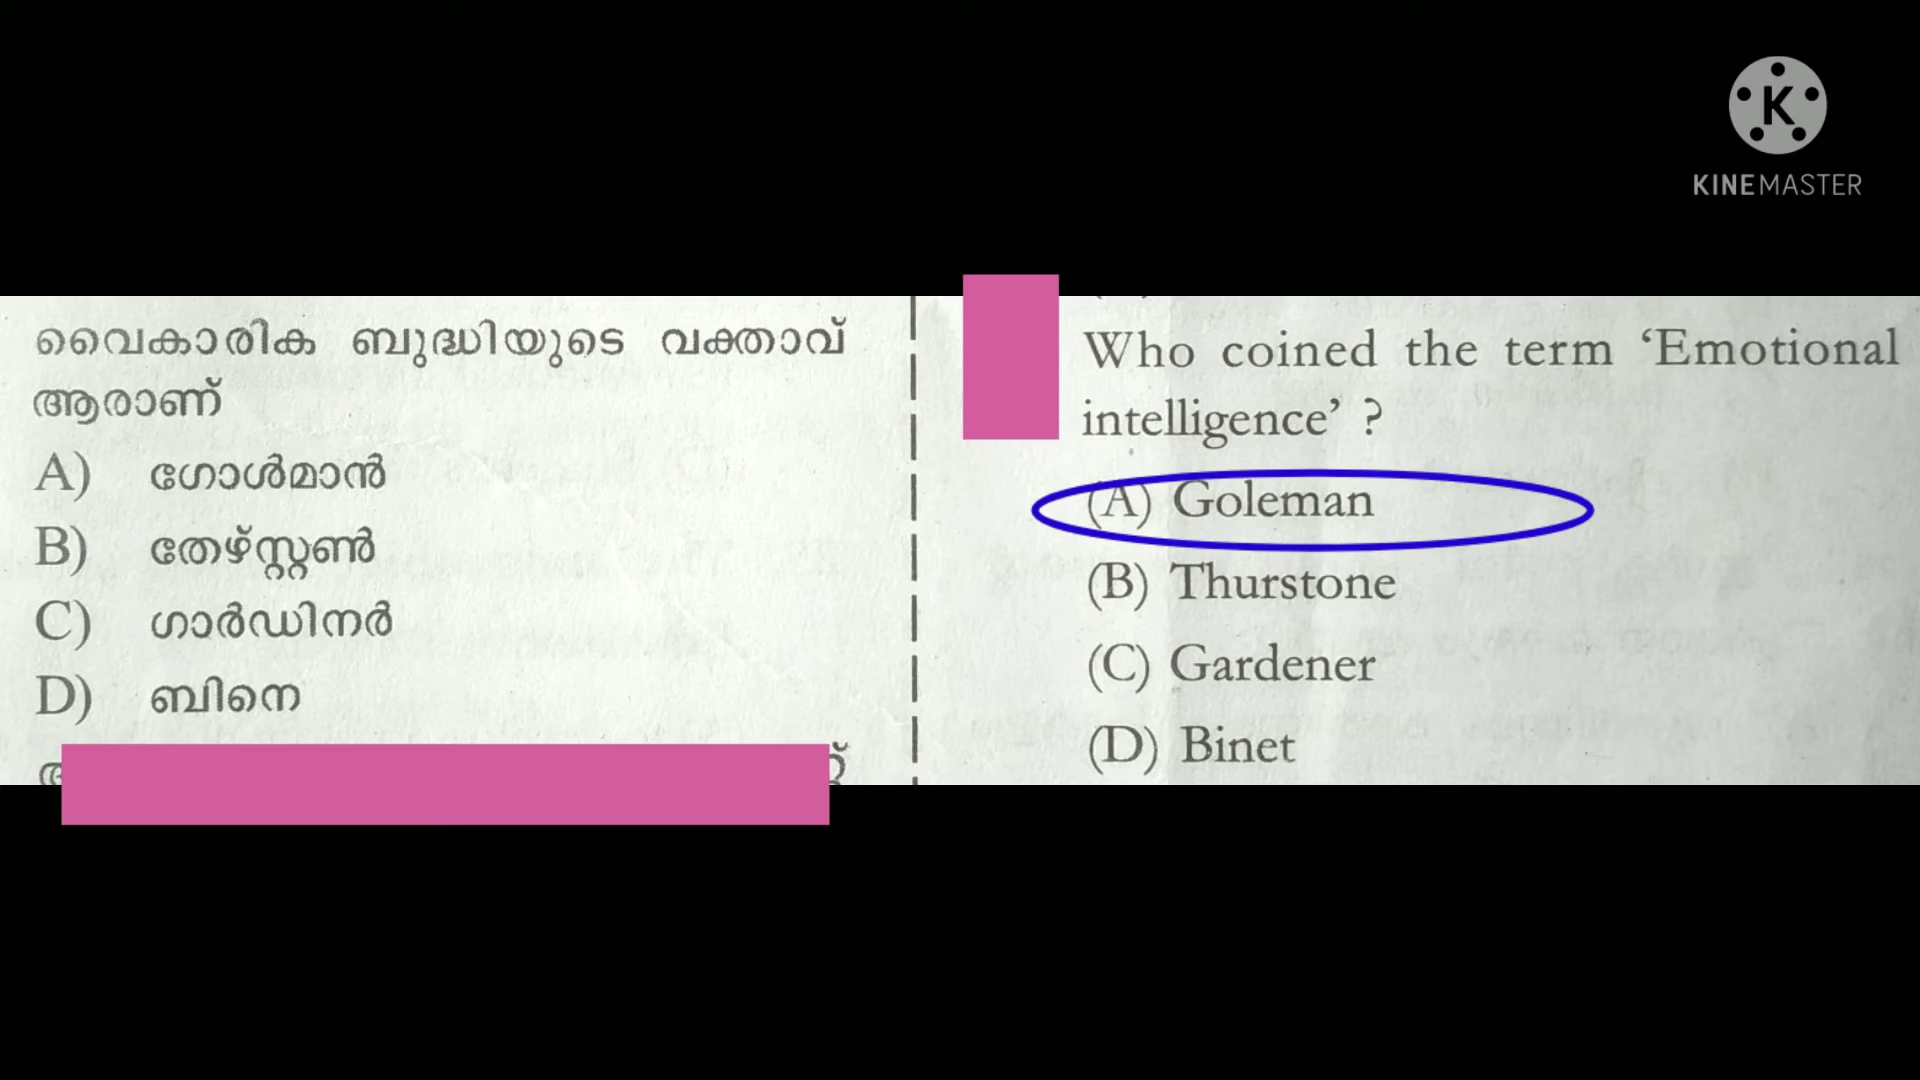 K
KINEMASTER
വൈകാരിക ബുദ്ധിയുടെ വക്താവ്
ആരാണ്
A) ഗോൾമാൻ
B) തേഴ്സ്റ്റൺ
C) ഗാർഡിനർ
D) ബിനെ
Who coined the term ‘Emotional
intelligence’ ?
(A) Goleman
(B) Thurstone
(C) Gardener
(D) Binet